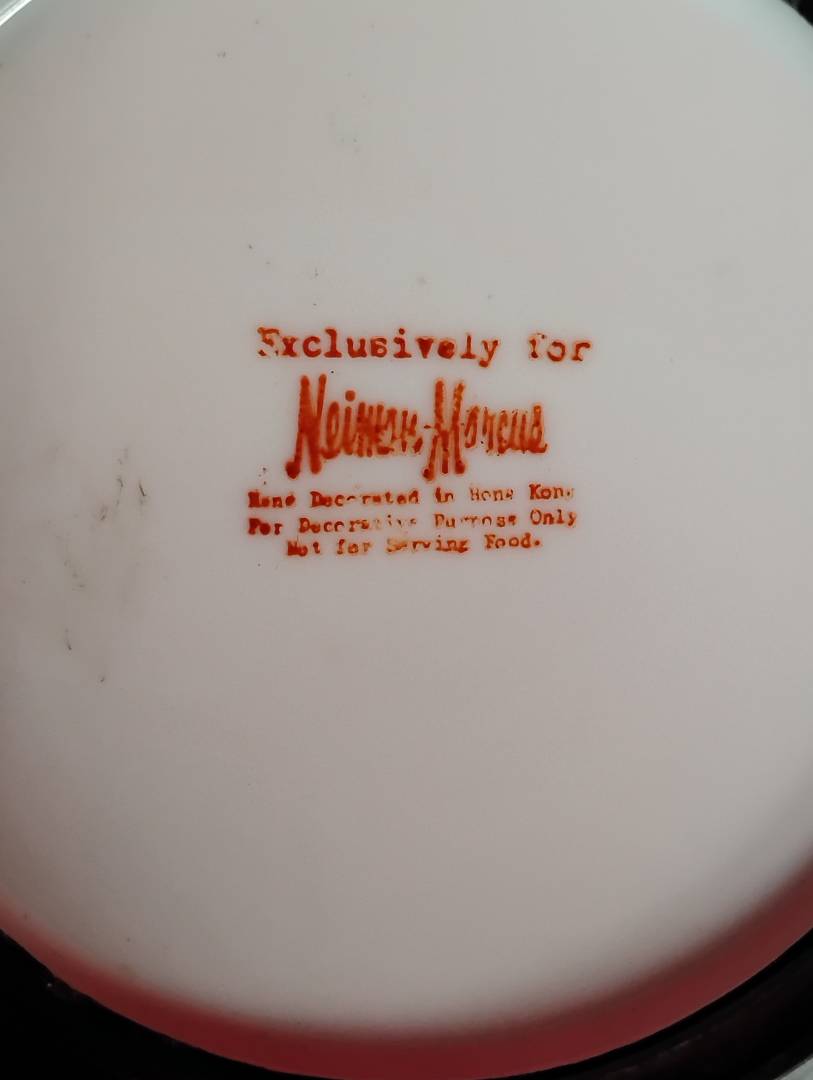 Exclusively for
Neiman-Marcus
Hand Decorated in Hong Kong
For Decorative Purpose Only
Not for Serving Food.